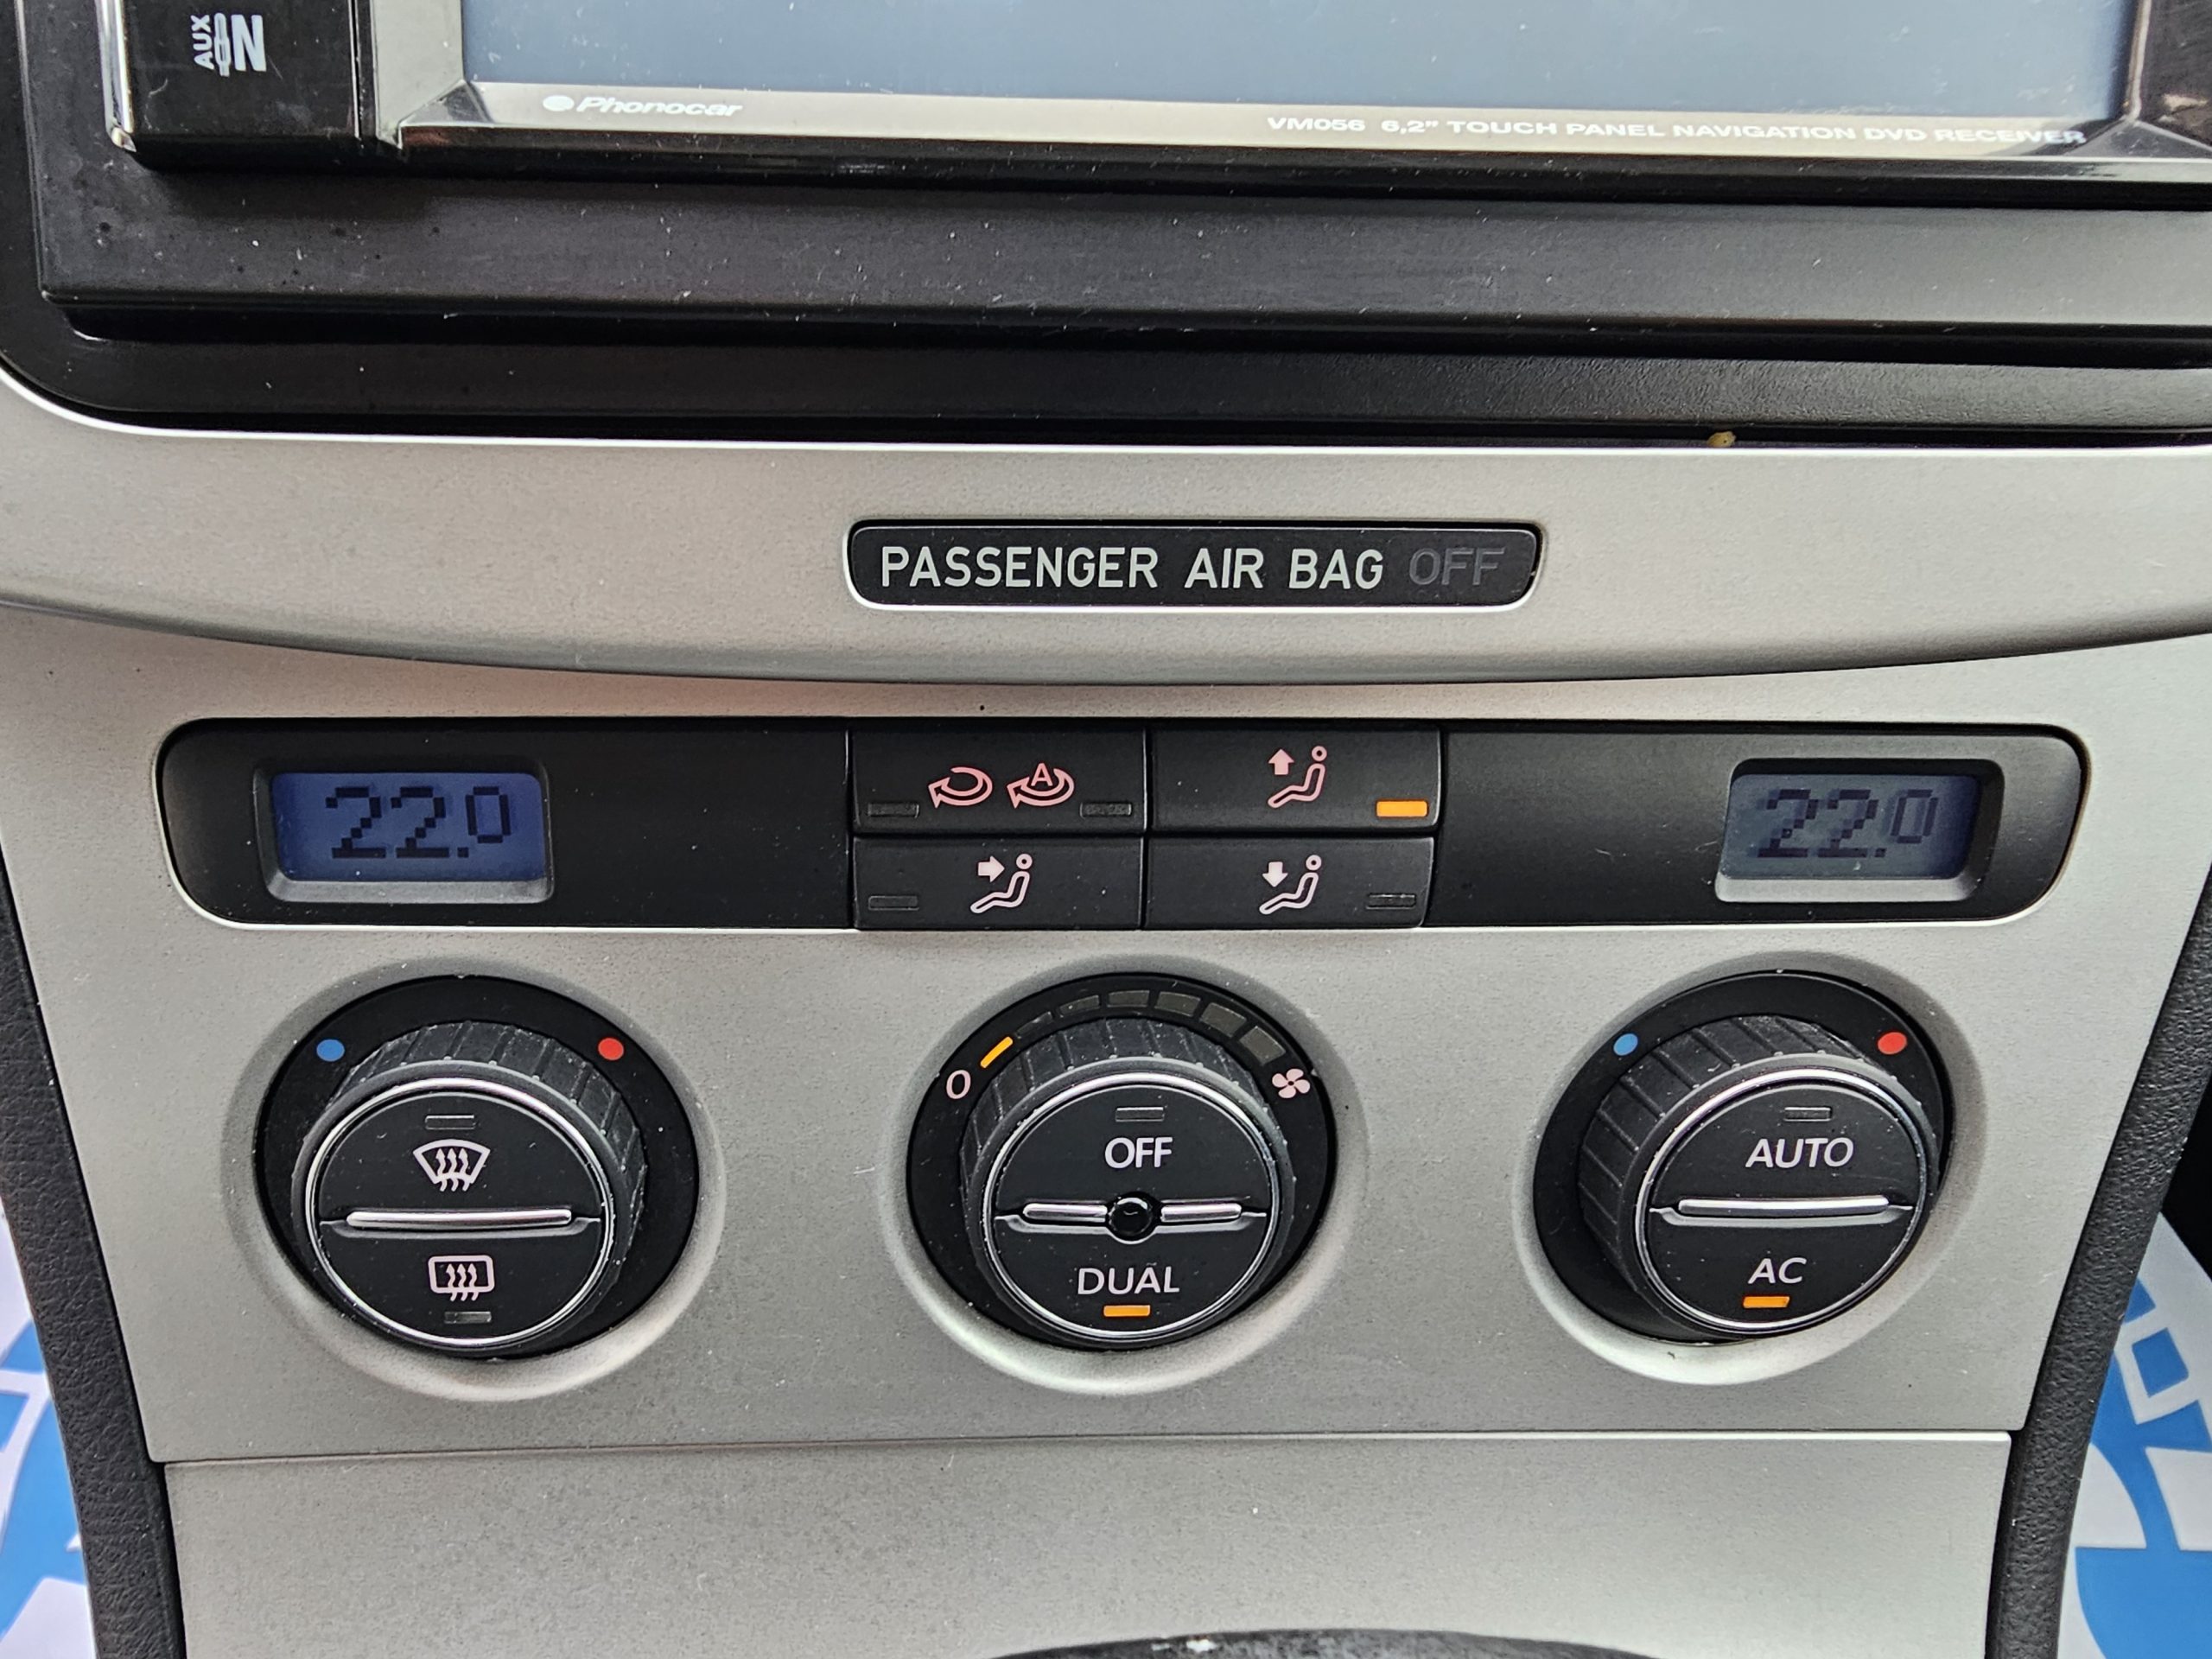 AUX IN
Phonocar
VM056 6,2” TOUCH PANEL NAVIGATION DVD RECEIVER
PASSENGER AIR BAG OFF
22.0
A
22.0
0
OFF
DUAL
AUTO
AC